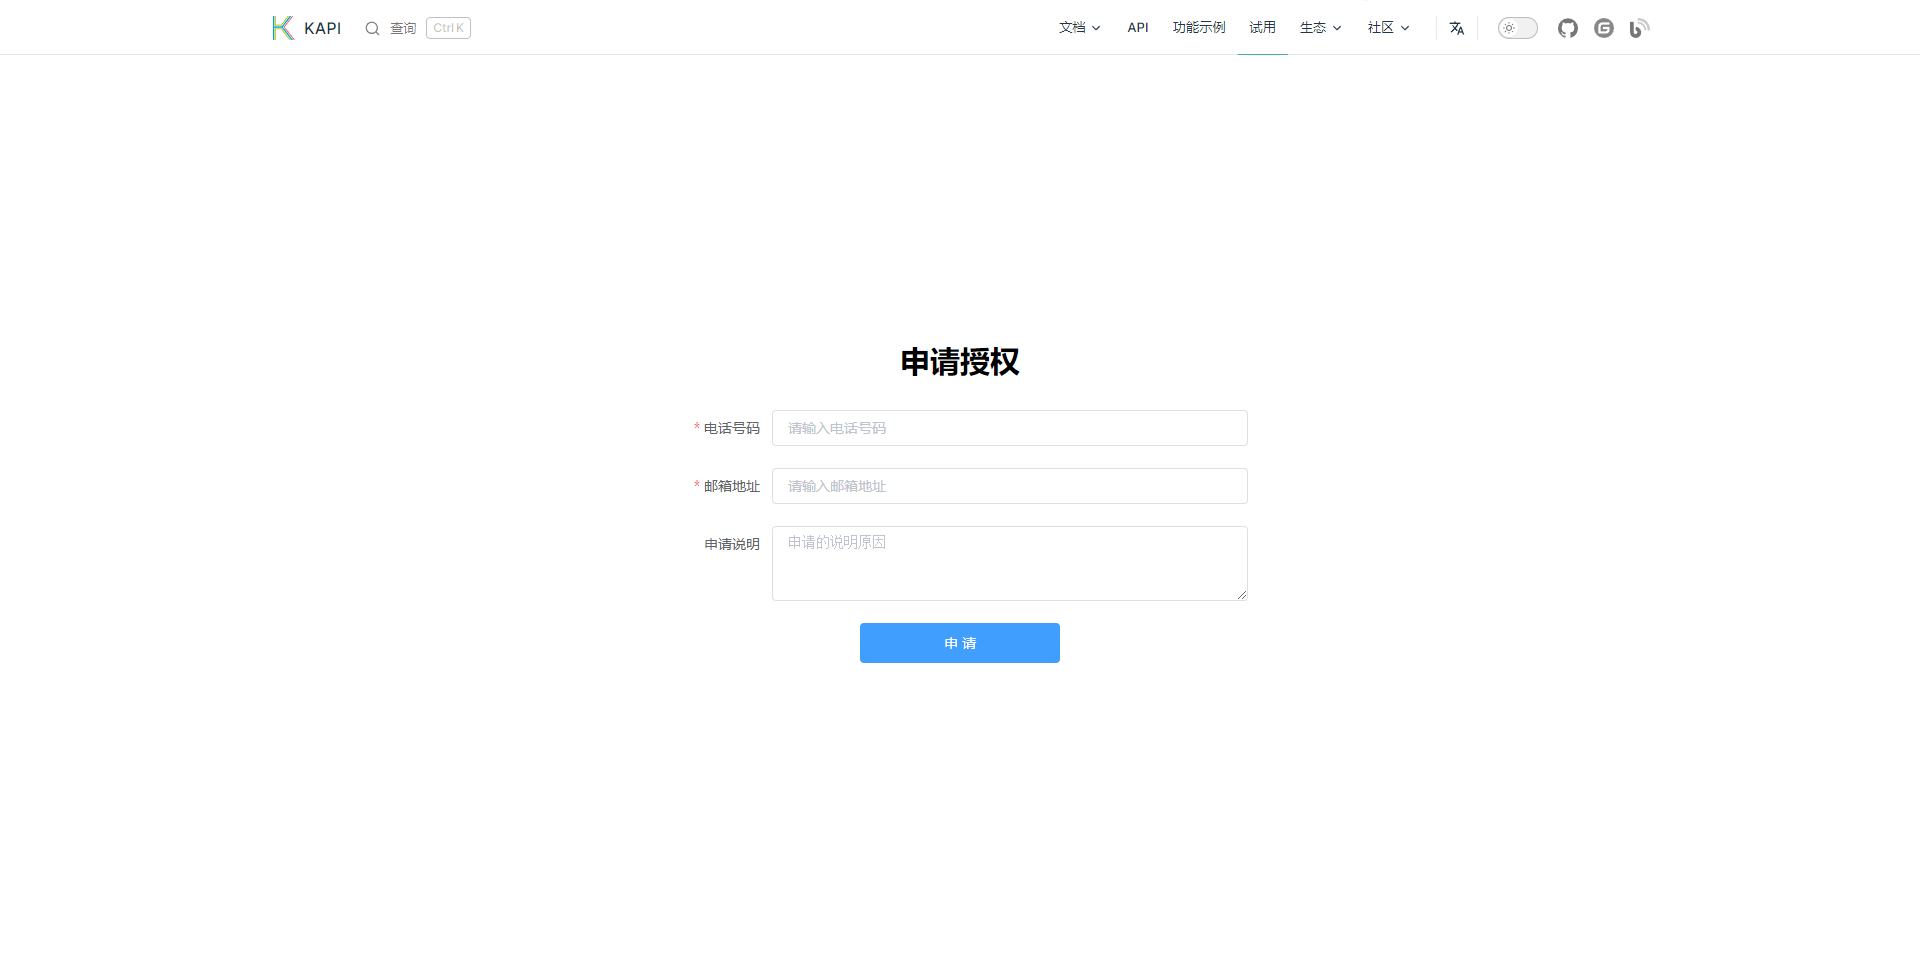 KAPI 查询 Ctrl K 文档 API 功能示例 试用 生态 社区
申请授权
* 电话号码 请输入电话号码
* 邮箱地址 请输入邮箱地址
申请说明 申请的说明原因
申 请